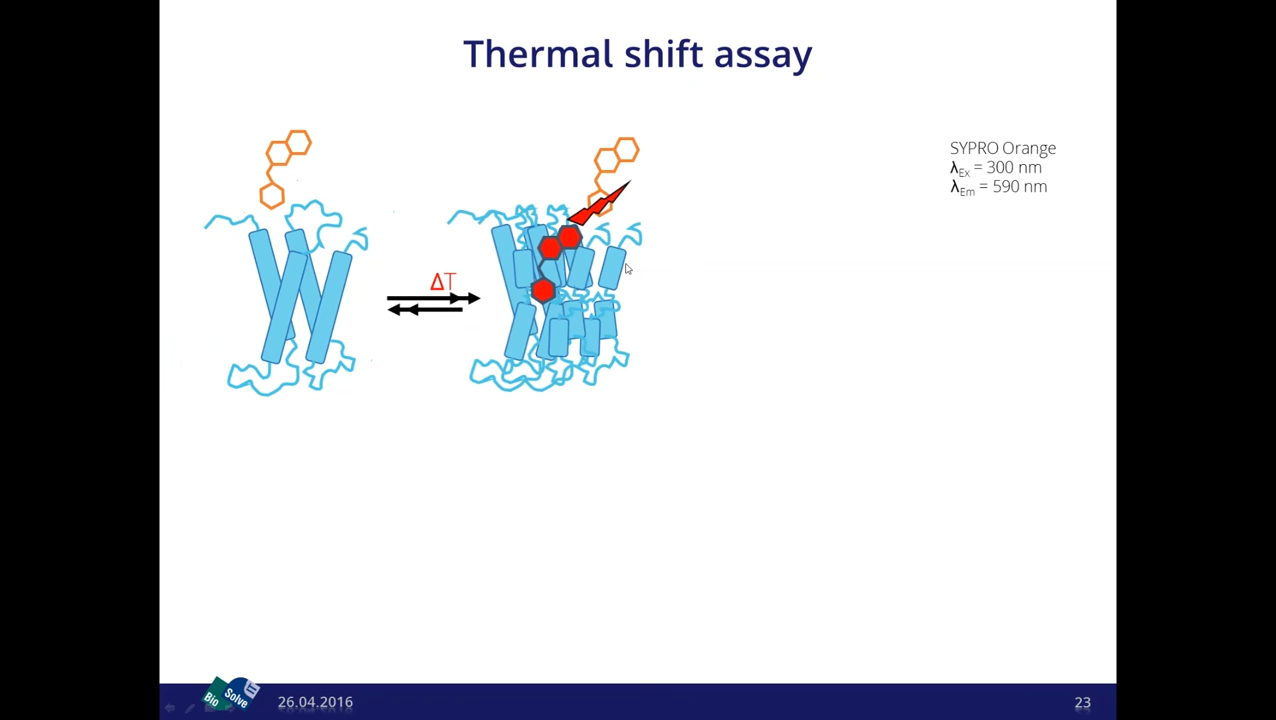 Thermal shift assay
SYPRO Orange
λEx = 300 nm
λEm = 590 nm
ΔT
Bio
Solve
26.04.2016
23